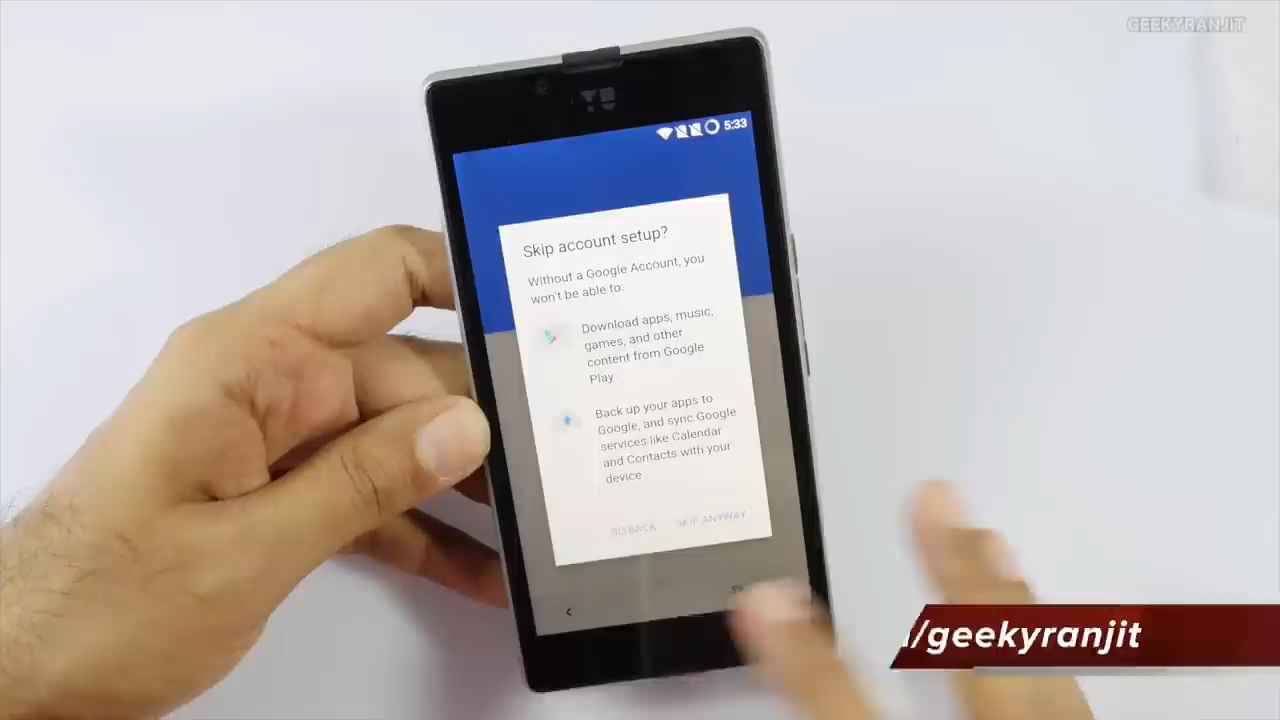 GEEKYRANJIT
YU
5:33
Skip account setup?
Without a Google Account, you
won't be able to:
Download apps, music,
games, and other
content from Google
Play
Back up your apps to
Google, and sync Google
services like Calendar
and Contacts with your
device
GO BACK SKIP ANYWAY
/geekyranjit